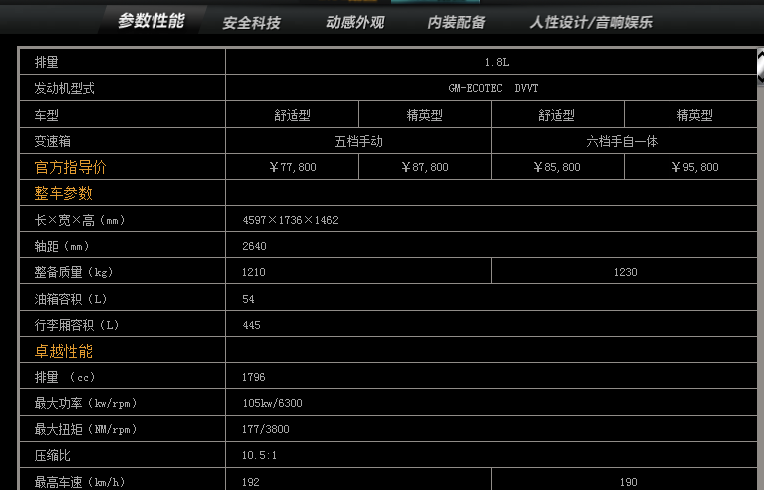 参数性能 安全科技 动感外观 内装配备 人性设计/音响娱乐
排量 1.8L
发动机型式 GM-ECOTEC DVVT
车型 舒适型 精英型 舒适型 精英型
变速箱 五档手动 六档手自一体
官方指导价 ￥77,800 ￥87,800 ￥85,800 ￥95,800
整车参数
长×宽×高（mm） 4597×1736×1462
轴距（mm） 2640
整备质量（kg） 1210 1230
油箱容积（L） 54
行李厢容积（L） 445
卓越性能
排量 （cc） 1796
最大功率（kw/rpm） 105kw/6300
最大扭矩（NM/rpm） 177/3800
压缩比 10.5:1
最高车速（km/h） 192 190